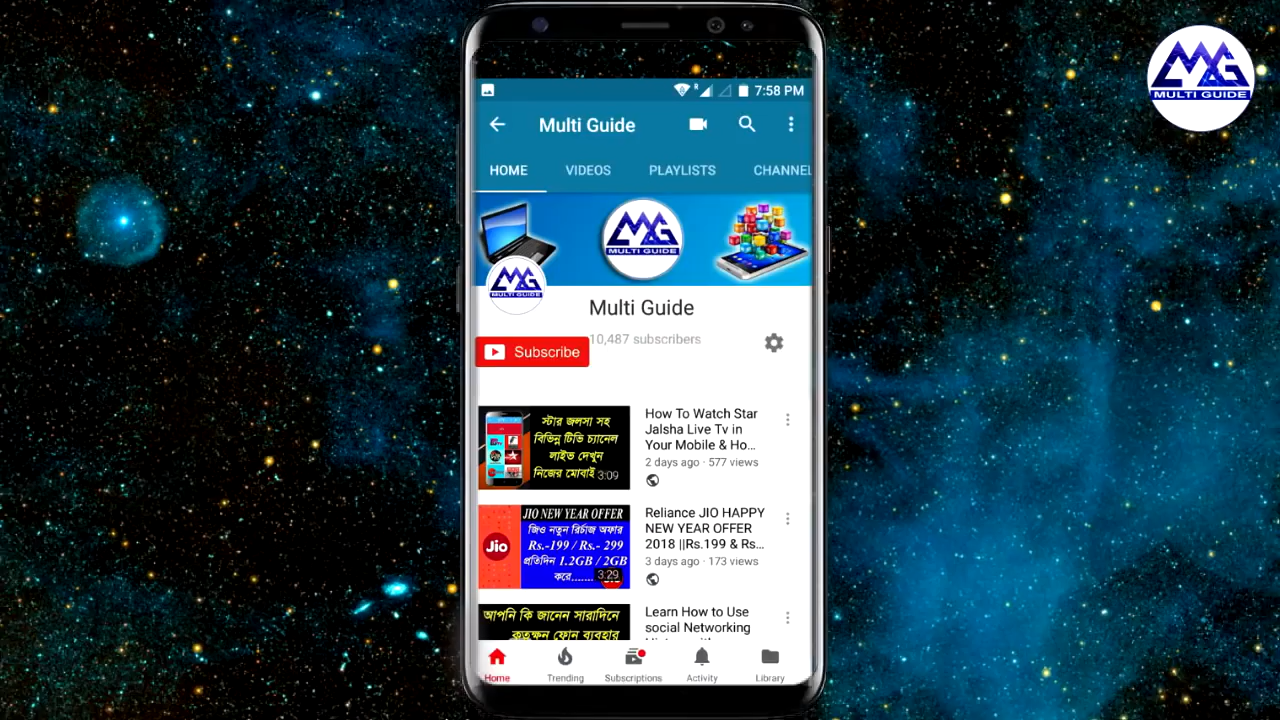 MULTI GUIDE
R
7:58 PM
Multi Guide
HOME VIDEOS PLAYLISTS CHANNEL
MULTI GUIDE
MULTI GUIDE
Multi Guide
10,487 subscribers
Subscribe
স্টার জলসা সহ
বিভিন্ন টিভি চ্যানেল
লাইভ দেখুন
নিজের মোবাই
3:09
How To Watch Star
Jalsha Live Tv in
Your Mobile & Ho...
2 days ago · 577 views
JIO NEW YEAR OFFER
Jio
জিও নতুন রির্চাজ অফার
Rs.-199 / Rs.- 299
প্রতিদিন 1.2GB / 2GB
করে.......
3:29
Reliance JIO HAPPY
NEW YEAR OFFER
2018 ||Rs.199 & Rs...
3 days ago · 173 views
আপনি কি জানেন সারাদিনে
কতক্ষন ফোন ব্যবহার
Learn How to Use
social Networking
Home Trending Subscriptions Activity Library